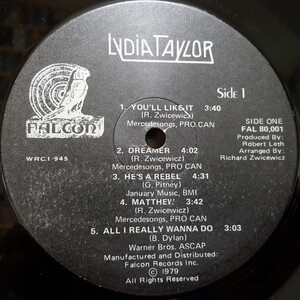 LYDIA TAYLOR
Side 1
FALCON
WRC1-945
SIDE ONE
FAL 80,001
Produced By:
Robert Leth
Arranged By:
Richard Zwicewicz
1. YOU'LL LIKE IT 3:40
(R. Zwicewicz)
Mercedesongs, PRO CAN
2. DREAMER 4:02
(R. Zwicewicz)
Mercedesongs, PRO CAN
3. HE'S A REBEL 4:31
(G. Pitney)
January Music, BMI
4. MATTHEY.' 3:42
(R. Zwicewicz)
Mercedesongs, PRO CAN
5. ALL I REALLY WANNA DO 3:03
(B. Dylan)
Warner Bros. ASCAP
Manufactured and Distributed:
Falcon Records Inc.
© 1979
All Rights Reserved